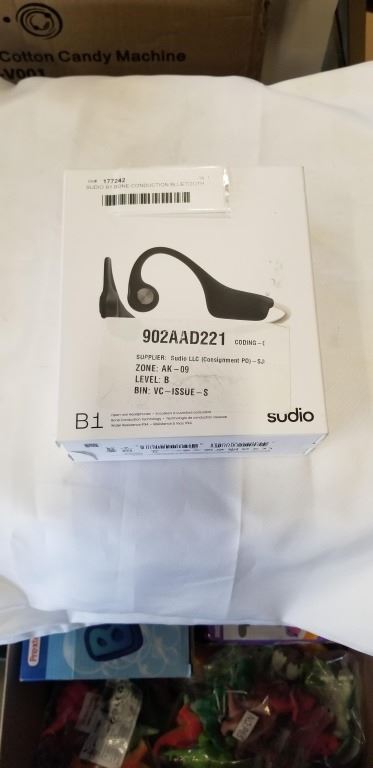 Cotton Candy Machine
-V001
177242
SUDIO B1 BONE CONDUCTION BLUETOOTH
902AAD221 CODING-
SUPPLIER: Sudio LLC (Consignment PO)-SJ
ZONE: AK-09
LEVEL: B
BIN: VC-ISSUE-S
B1
sudio